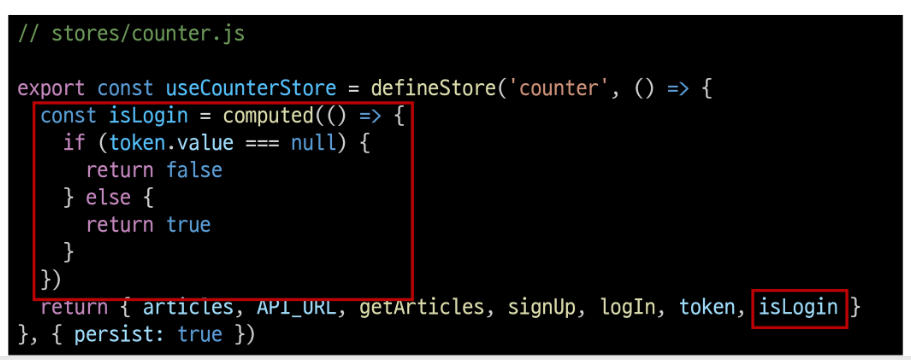 // stores/counter.js
export const useCounterStore = defineStore('counter', () => {
const isLogin = computed(() => {
if (token.value === null) {
return false
} else {
return true
}
})
return { articles, API_URL, getArticles, signUp, logIn, token, isLogin }
}, { persist: true })